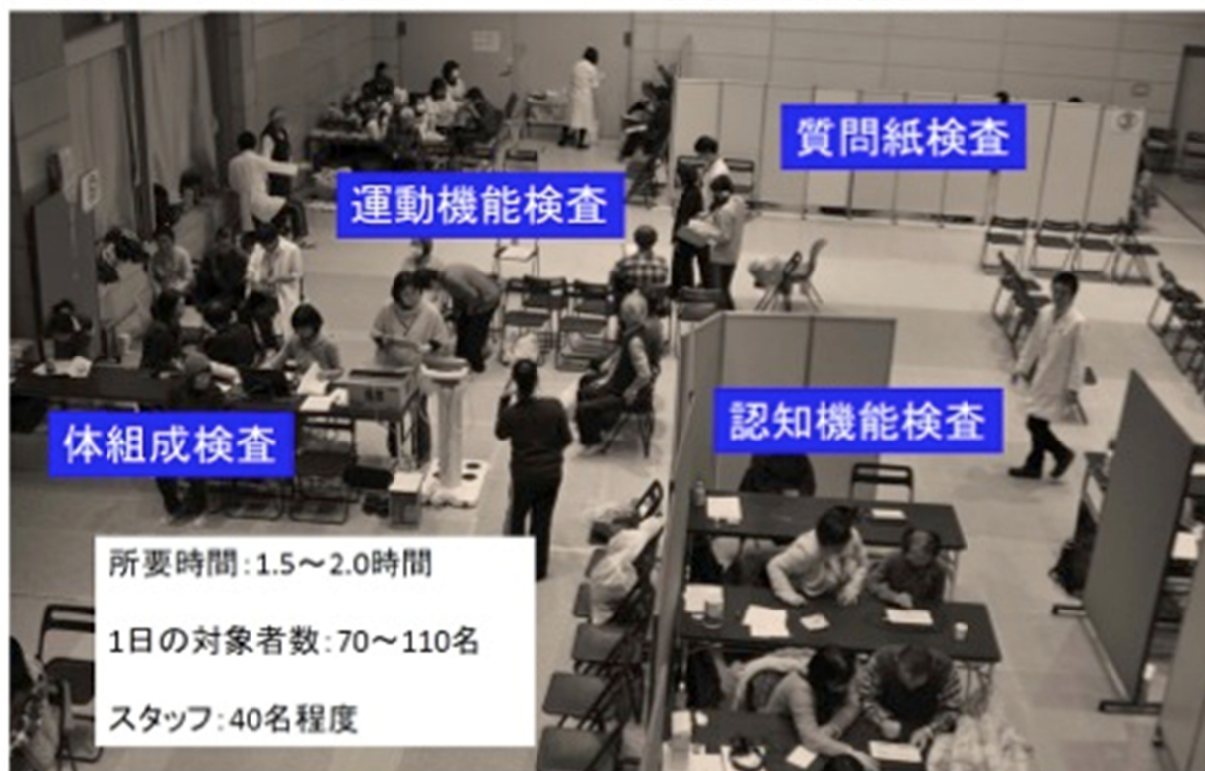 質問紙検査
運動機能検査
認知機能検査
体組成検査
所要時間：1.5～2.0時間
1日の対象者数：70～110名
スタッフ：40名程度